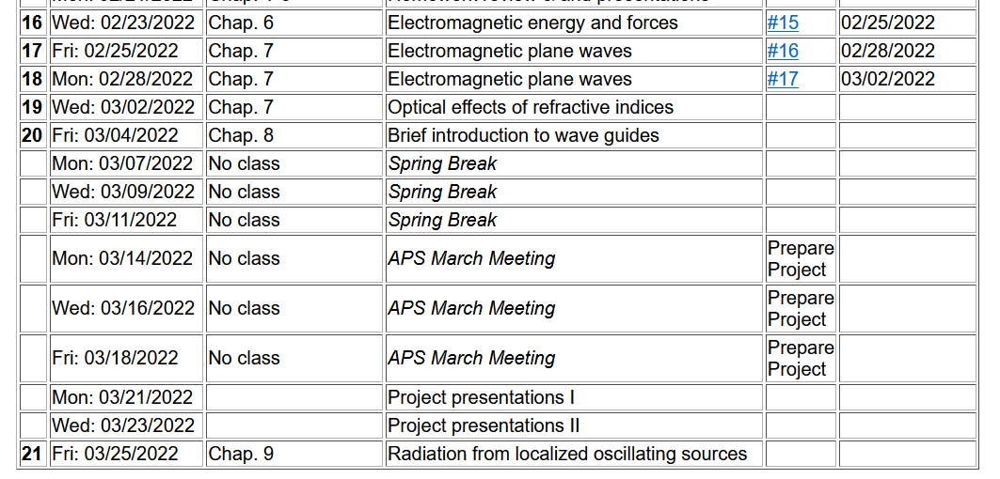 16 Wed: 02/23/2022 Chap. 6 Electromagnetic energy and forces #15 02/25/2022
17 Fri: 02/25/2022 Chap. 7 Electromagnetic plane waves #16 02/28/2022
18 Mon: 02/28/2022 Chap. 7 Electromagnetic plane waves #17 03/02/2022
19 Wed: 03/02/2022 Chap. 7 Optical effects of refractive indices
20 Fri: 03/04/2022 Chap. 8 Brief introduction to wave guides
Mon: 03/07/2022 No class Spring Break
Wed: 03/09/2022 No class Spring Break
Fri: 03/11/2022 No class Spring Break
Mon: 03/14/2022 No class APS March Meeting Prepare
Project
Wed: 03/16/2022 No class APS March Meeting Prepare
Project
Fri: 03/18/2022 No class APS March Meeting Prepare
Project
Mon: 03/21/2022 Project presentations I
Wed: 03/23/2022 Project presentations II
21 Fri: 03/25/2022 Chap. 9 Radiation from localized oscillating sources